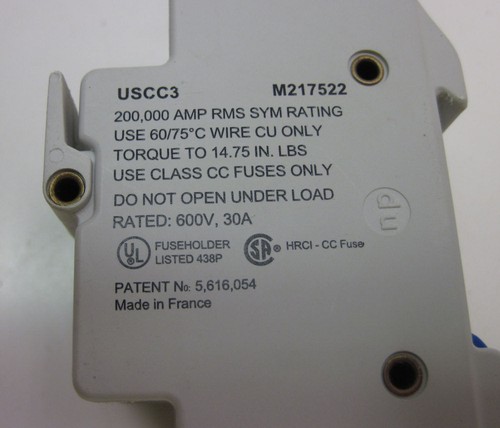 USCC3 M217522
200,000 AMP RMS SYM RATING
USE 60/75°C WIRE CU ONLY
TORQUE TO 14.75 IN. LBS
USE CLASS CC FUSES ONLY
DO NOT OPEN UNDER LOAD
RATED: 600V, 30A
UL FUSEHOLDER LISTED 438P SA HRCI - CC Fuse
PATENT No: 5,616,054
Made in France